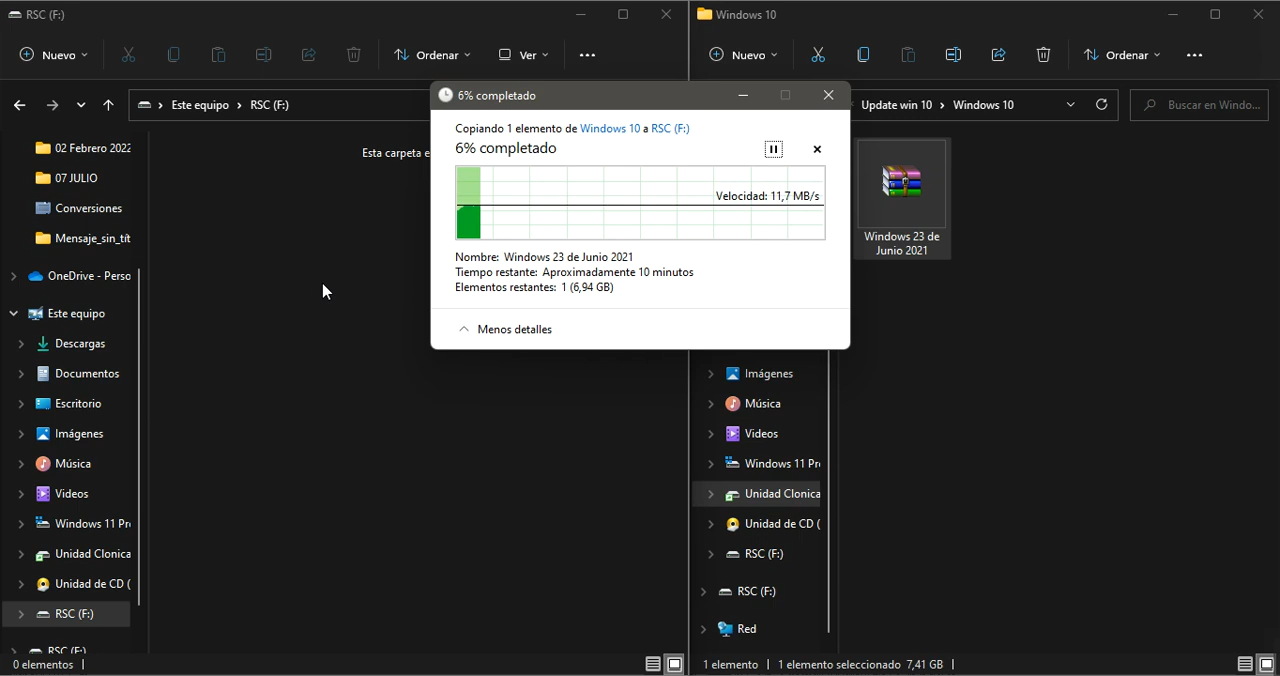 RSC (F:)
Nuevo
Ordenar
Ver
Este equipo
RSC (F:)
02 Febrero 2022
07 JULIO
Conversiones
Mensaje_sin_tít
OneDrive - Perso
Este equipo
Descargas
Documentos
Escritorio
Imágenes
Música
Videos
Windows 11 Pr
Unidad Clonica
Unidad de CD (
RSC (F:)
RSC (F:)
0 elementos
Esta carpeta e
6% completado
Copiando 1 elemento de Windows 10 a RSC (F:)
6% completado
Velocidad: 11,7 MB/s
Nombre: Windows 23 de Junio 2021
Tiempo restante: Aproximadamente 10 minutos
Elementos restantes: 1 (6,94 GB)
Menos detalles
Windows 10
Nuevo
Ordenar
Update win 10
Windows 10
Buscar en Windo...
Windows 23 de
Junio 2021
Imágenes
Música
Videos
Windows 11 Pr
Unidad Clonica
Unidad de CD (
RSC (F:)
RSC (F:)
Red
1 elemento
1 elemento seleccionado 7,41 GB